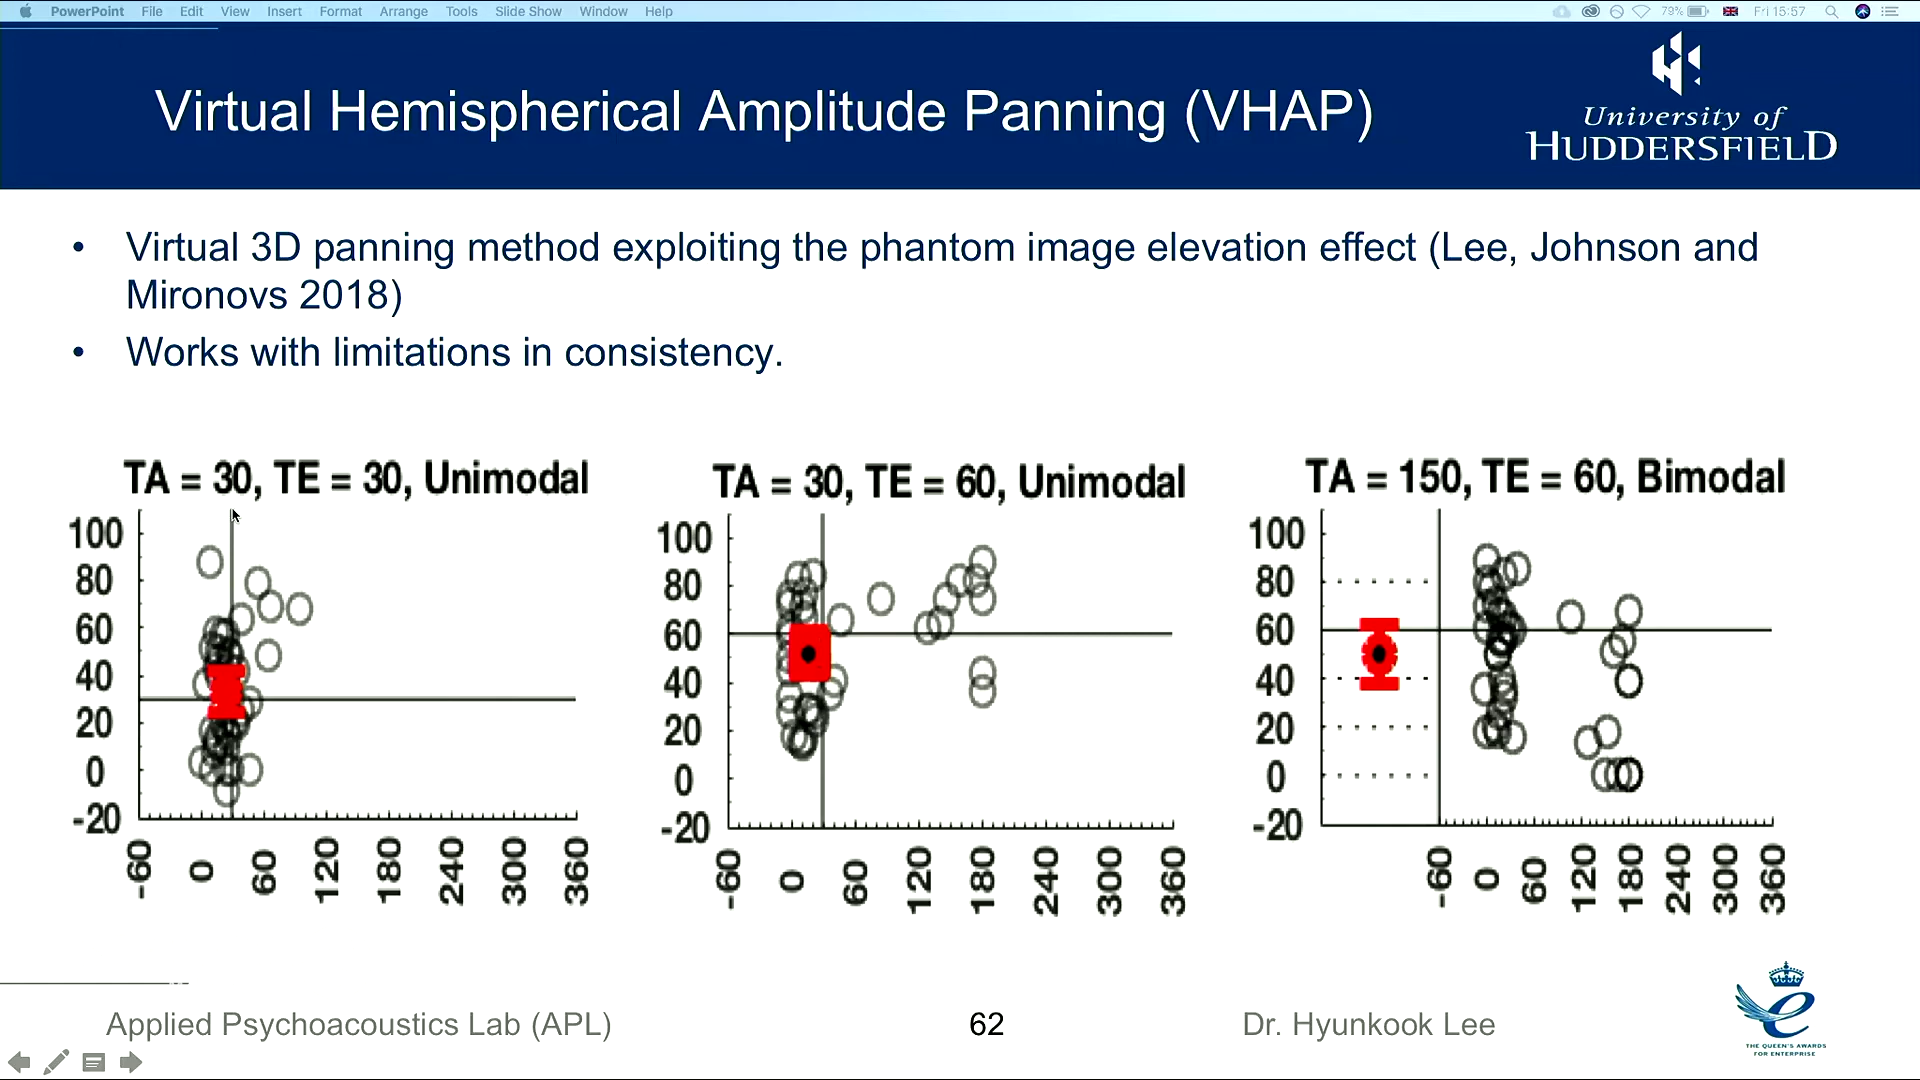 PowerPoint File Edit View Insert Format Arrange Tools Slide Show Window Help 79% Fri 15:57
Virtual Hemispherical Amplitude Panning (VHAP)
University of
HUDDERSFIELD
• Virtual 3D panning method exploiting the phantom image elevation effect (Lee, Johnson and
Mironovs 2018)
• Works with limitations in consistency.
TA = 30, TE = 30, Unimodal
100
80
60
40
20
0
-20
-60 0 60 120 180 240 300 360
TA = 30, TE = 60, Unimodal
100
80
60
40
20
0
-20
-60 0 60 120 180 240 300 360
TA = 150, TE = 60, Bimodal
100
80
60
40
20
0
-20
-60 0 60 120 180 240 300 360
Applied Psychoacoustics Lab (APL)
62
Dr. Hyunkook Lee
THE QUEEN'S AWARDS
FOR ENTERPRISE